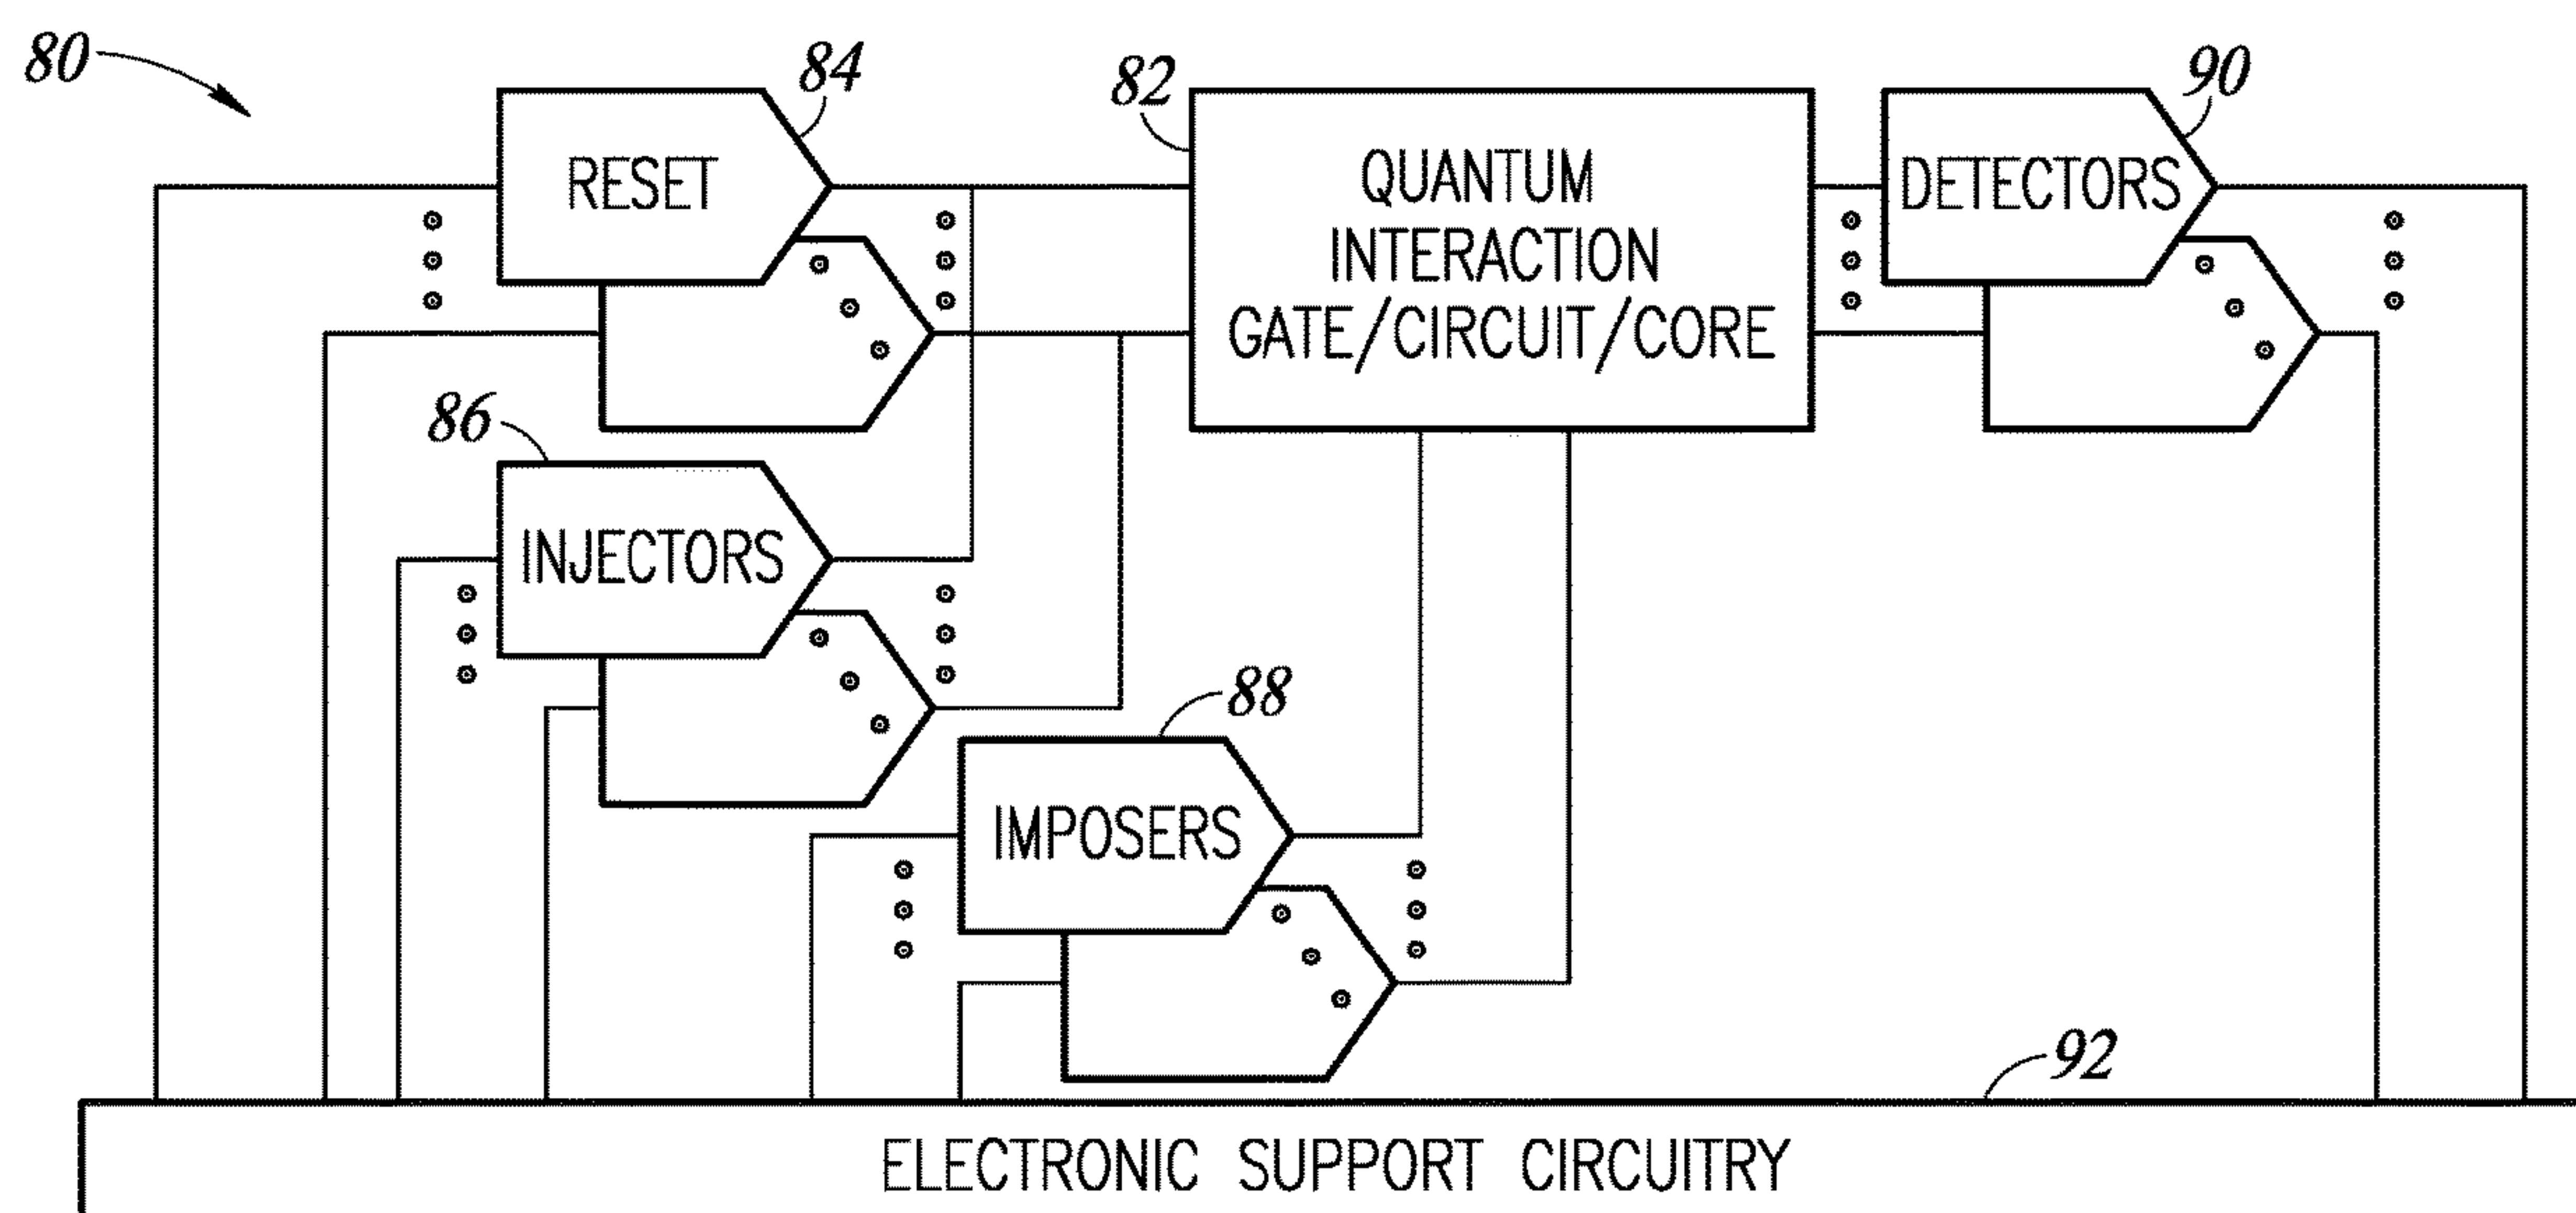 80
84
82
90
RESET
QUANTUM
INTERACTION
GATE/CIRCUIT/CORE
DETECTORS
86
INJECTORS
88
IMPOSERS
92
ELECTRONIC SUPPORT CIRCUITRY